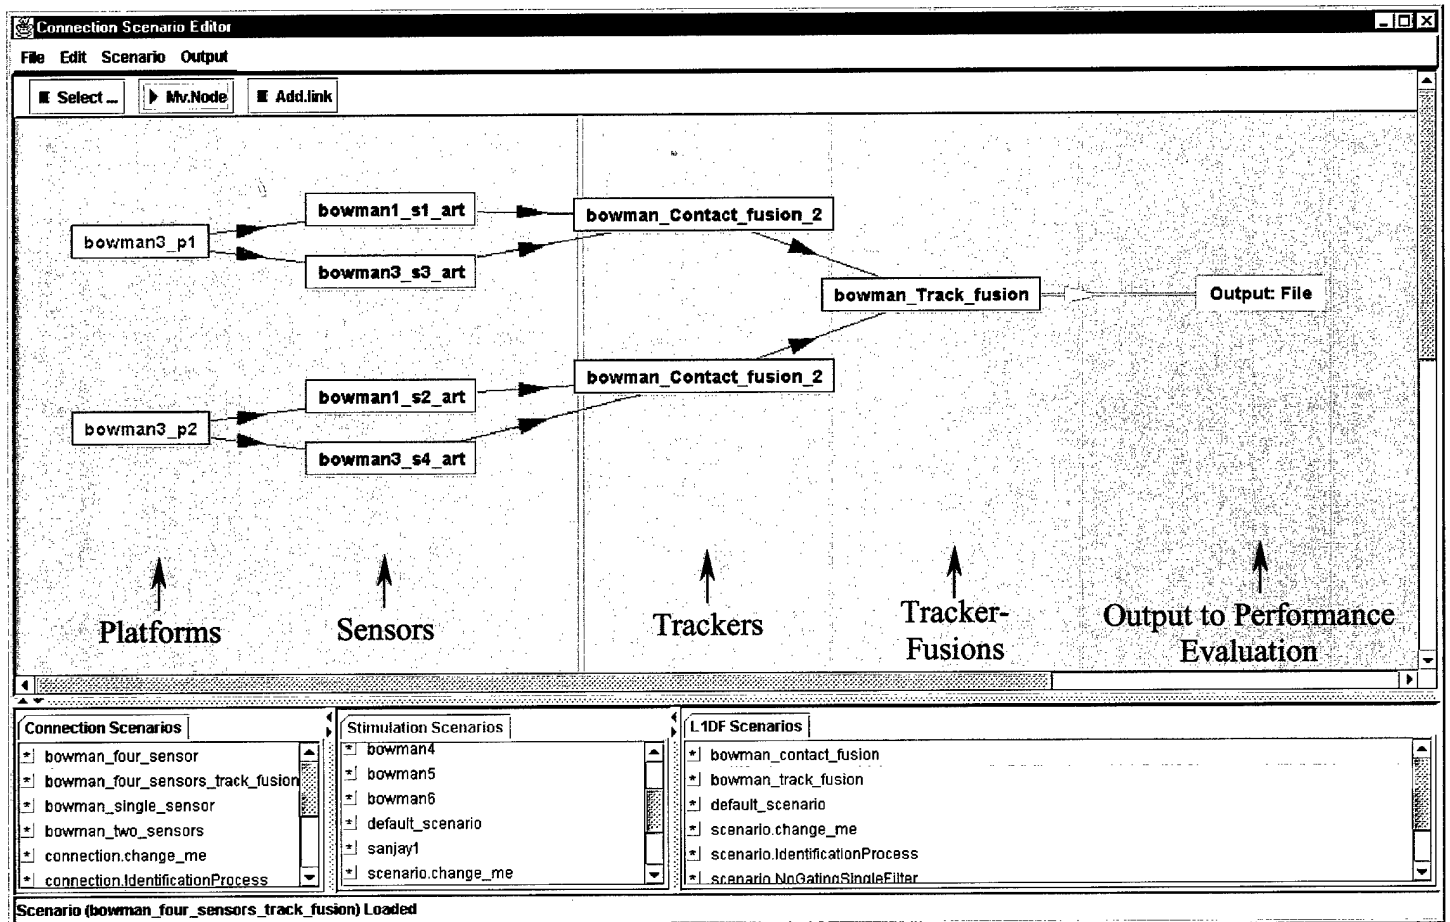 Connection Scenario Editor
File Edit Scenario Output
Select ... Mv.Node Add.link
bowman1_s1_art
bowman_Contact_fusion_2
bowman3_p1
bowman3_s3_art
bowman_Track_fusion
Output: File
bowman_Contact_fusion_2
bowman1_s2_art
bowman3_p2
bowman3_s4_art
Platforms
Sensors
Trackers
Tracker-
Fusions
Output to Performance
Evaluation
Connection Scenarios
bowman_four_sensor
bowman_four_sensors_track_fusion
bowman_single_sensor
bowman_two_sensors
connection.change_me
connection.IdentificationProcess
Stimulation Scenarios
bowman4
bowman5
bowman6
default_scenario
sanjay1
scenario.change_me
L1DF Scenarios
bowman_contact_fusion
bowman_track_fusion
default_scenario
scenario.change_me
scenario.IdentificationProcess
scenario.NoGatingSingleFilter
Scenario (bowman_four_sensors_track_fusion) Loaded